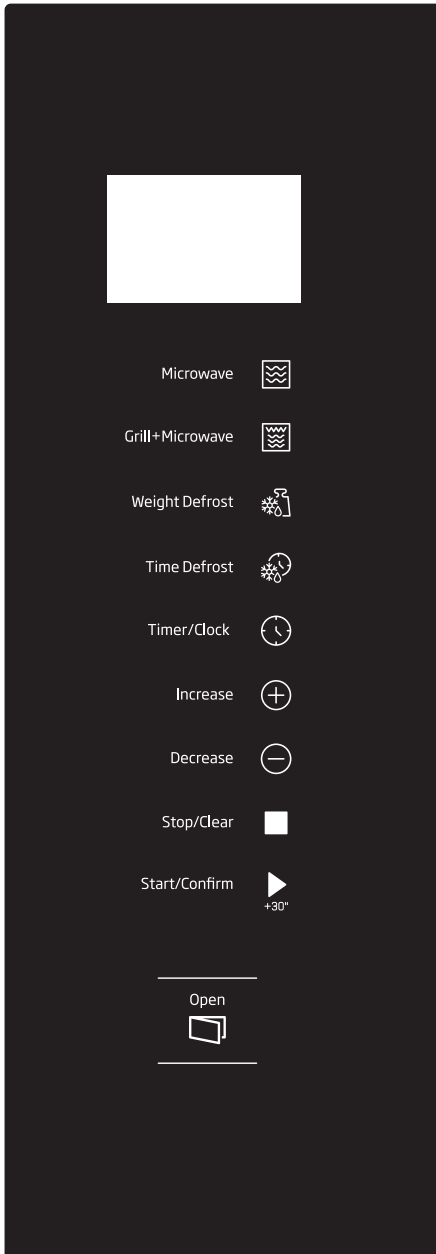 Microwave
Grill+Microwave
Weight Defrost
Time Defrost
Timer/Clock
Increase
Decrease
Stop/Clear
Start/Confirm
+30"
Open